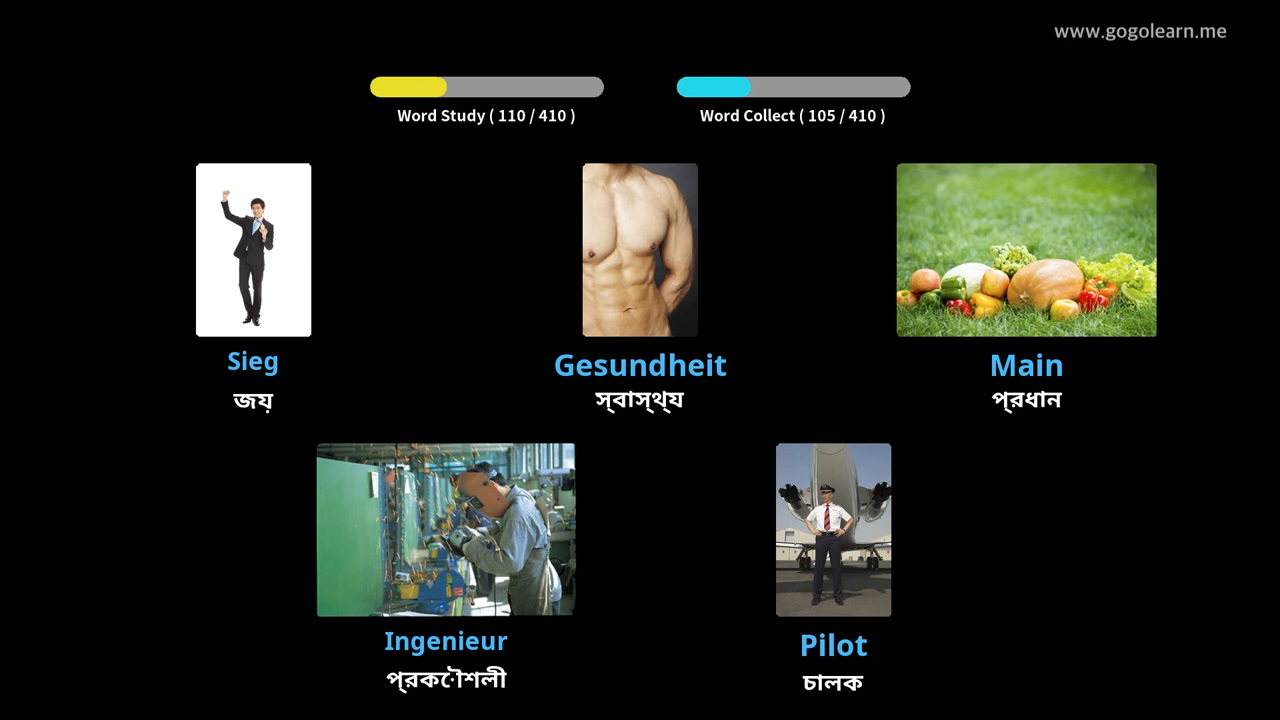 www.gogolearn.me
Word Study ( 110 / 410 )
Word Collect ( 105 / 410 )
Sieg
জয়
Gesundheit
স্বাস্থ্য
Main
প্রধান
Ingenieur
প্রকৌশলী
Pilot
চালক